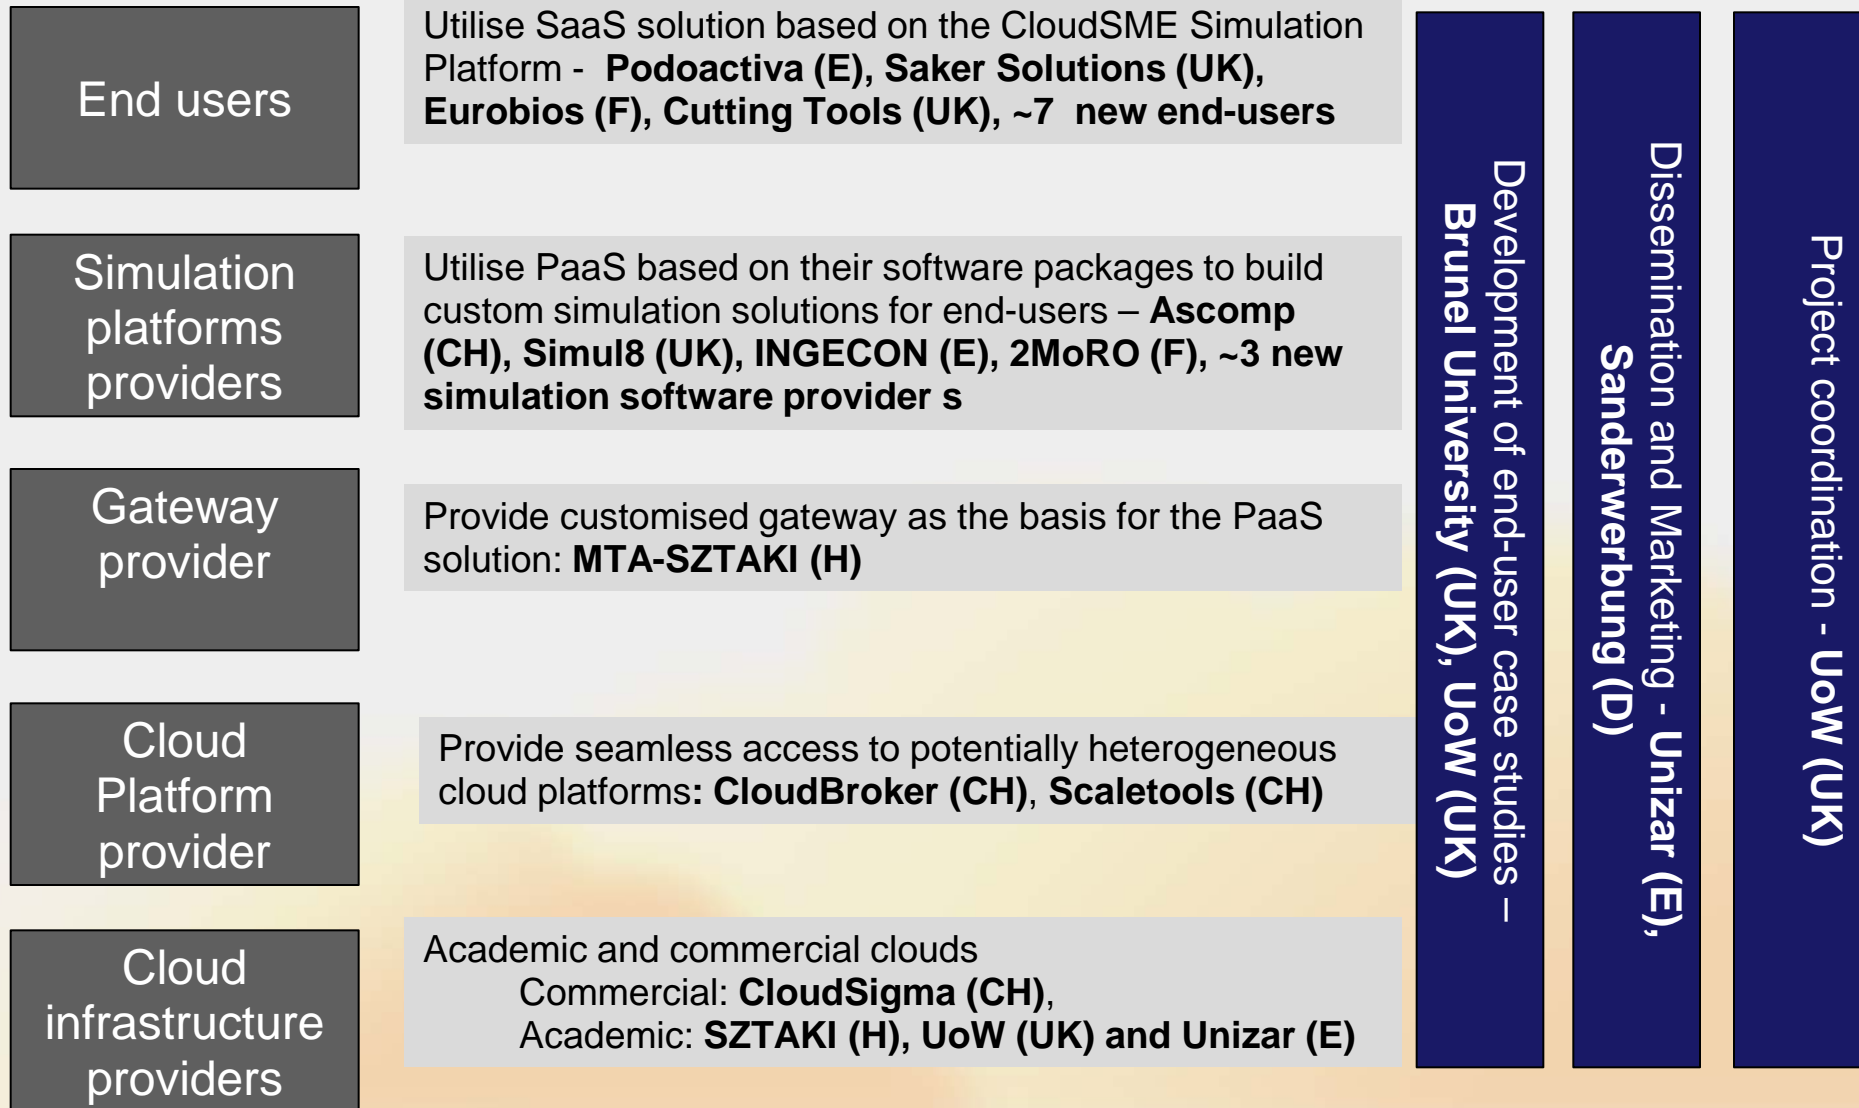 End users
Utilise SaaS solution based on the CloudSME Simulation
Platform -  Podoactiva (E), Saker Solutions (UK),
Eurobios (F), Cutting Tools (UK), ~7  new end-users
Simulation
platforms
providers
Utilise PaaS based on their software packages to build
custom simulation solutions for end-users – Ascomp
(CH), Simul8 (UK), INGECON (E), 2MoRO (F), ~3 new
simulation software provider s
Gateway
provider
Provide customised gateway as the basis for the PaaS
solution: MTA-SZTAKI (H)
Cloud
Platform
provider
Provide seamless access to potentially heterogeneous
cloud platforms: CloudBroker (CH), Scaletools (CH)
Cloud
infrastructure
providers
Academic and commercial clouds
Commercial: CloudSigma (CH),
Academic: SZTAKI (H), UoW (UK) and Unizar (E)
Development of end-user case studies –
Brunel University (UK), UoW (UK)
Dissemination and Marketing - Unizar (E),
Sanderwerbung (D)
Project coordination - UoW (UK)